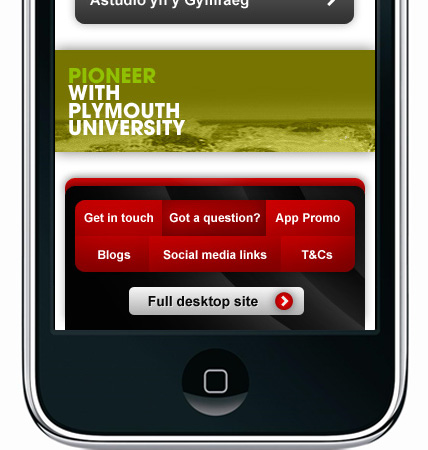 Astudio yn y Gymraeg
PIONEER
WITH
PLYMOUTH
UNIVERSITY
Get in touch Got a question? App Promo
Blogs Social media links T&Cs
Full desktop site